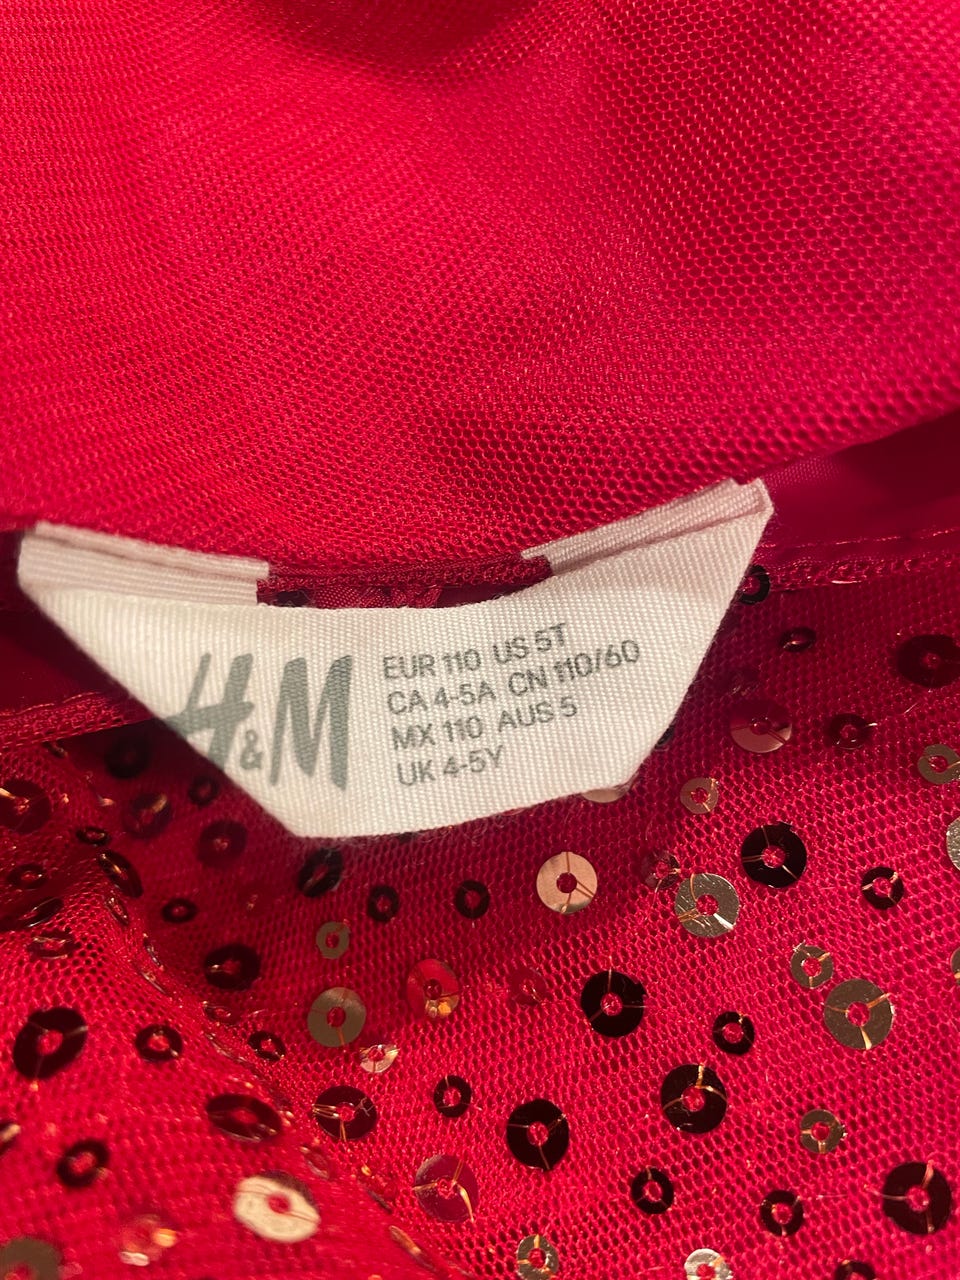 H&M
EUR 110 US 5T
CA 4-5A CN 110/60
MX 110 AUS 5
UK 4-5Y